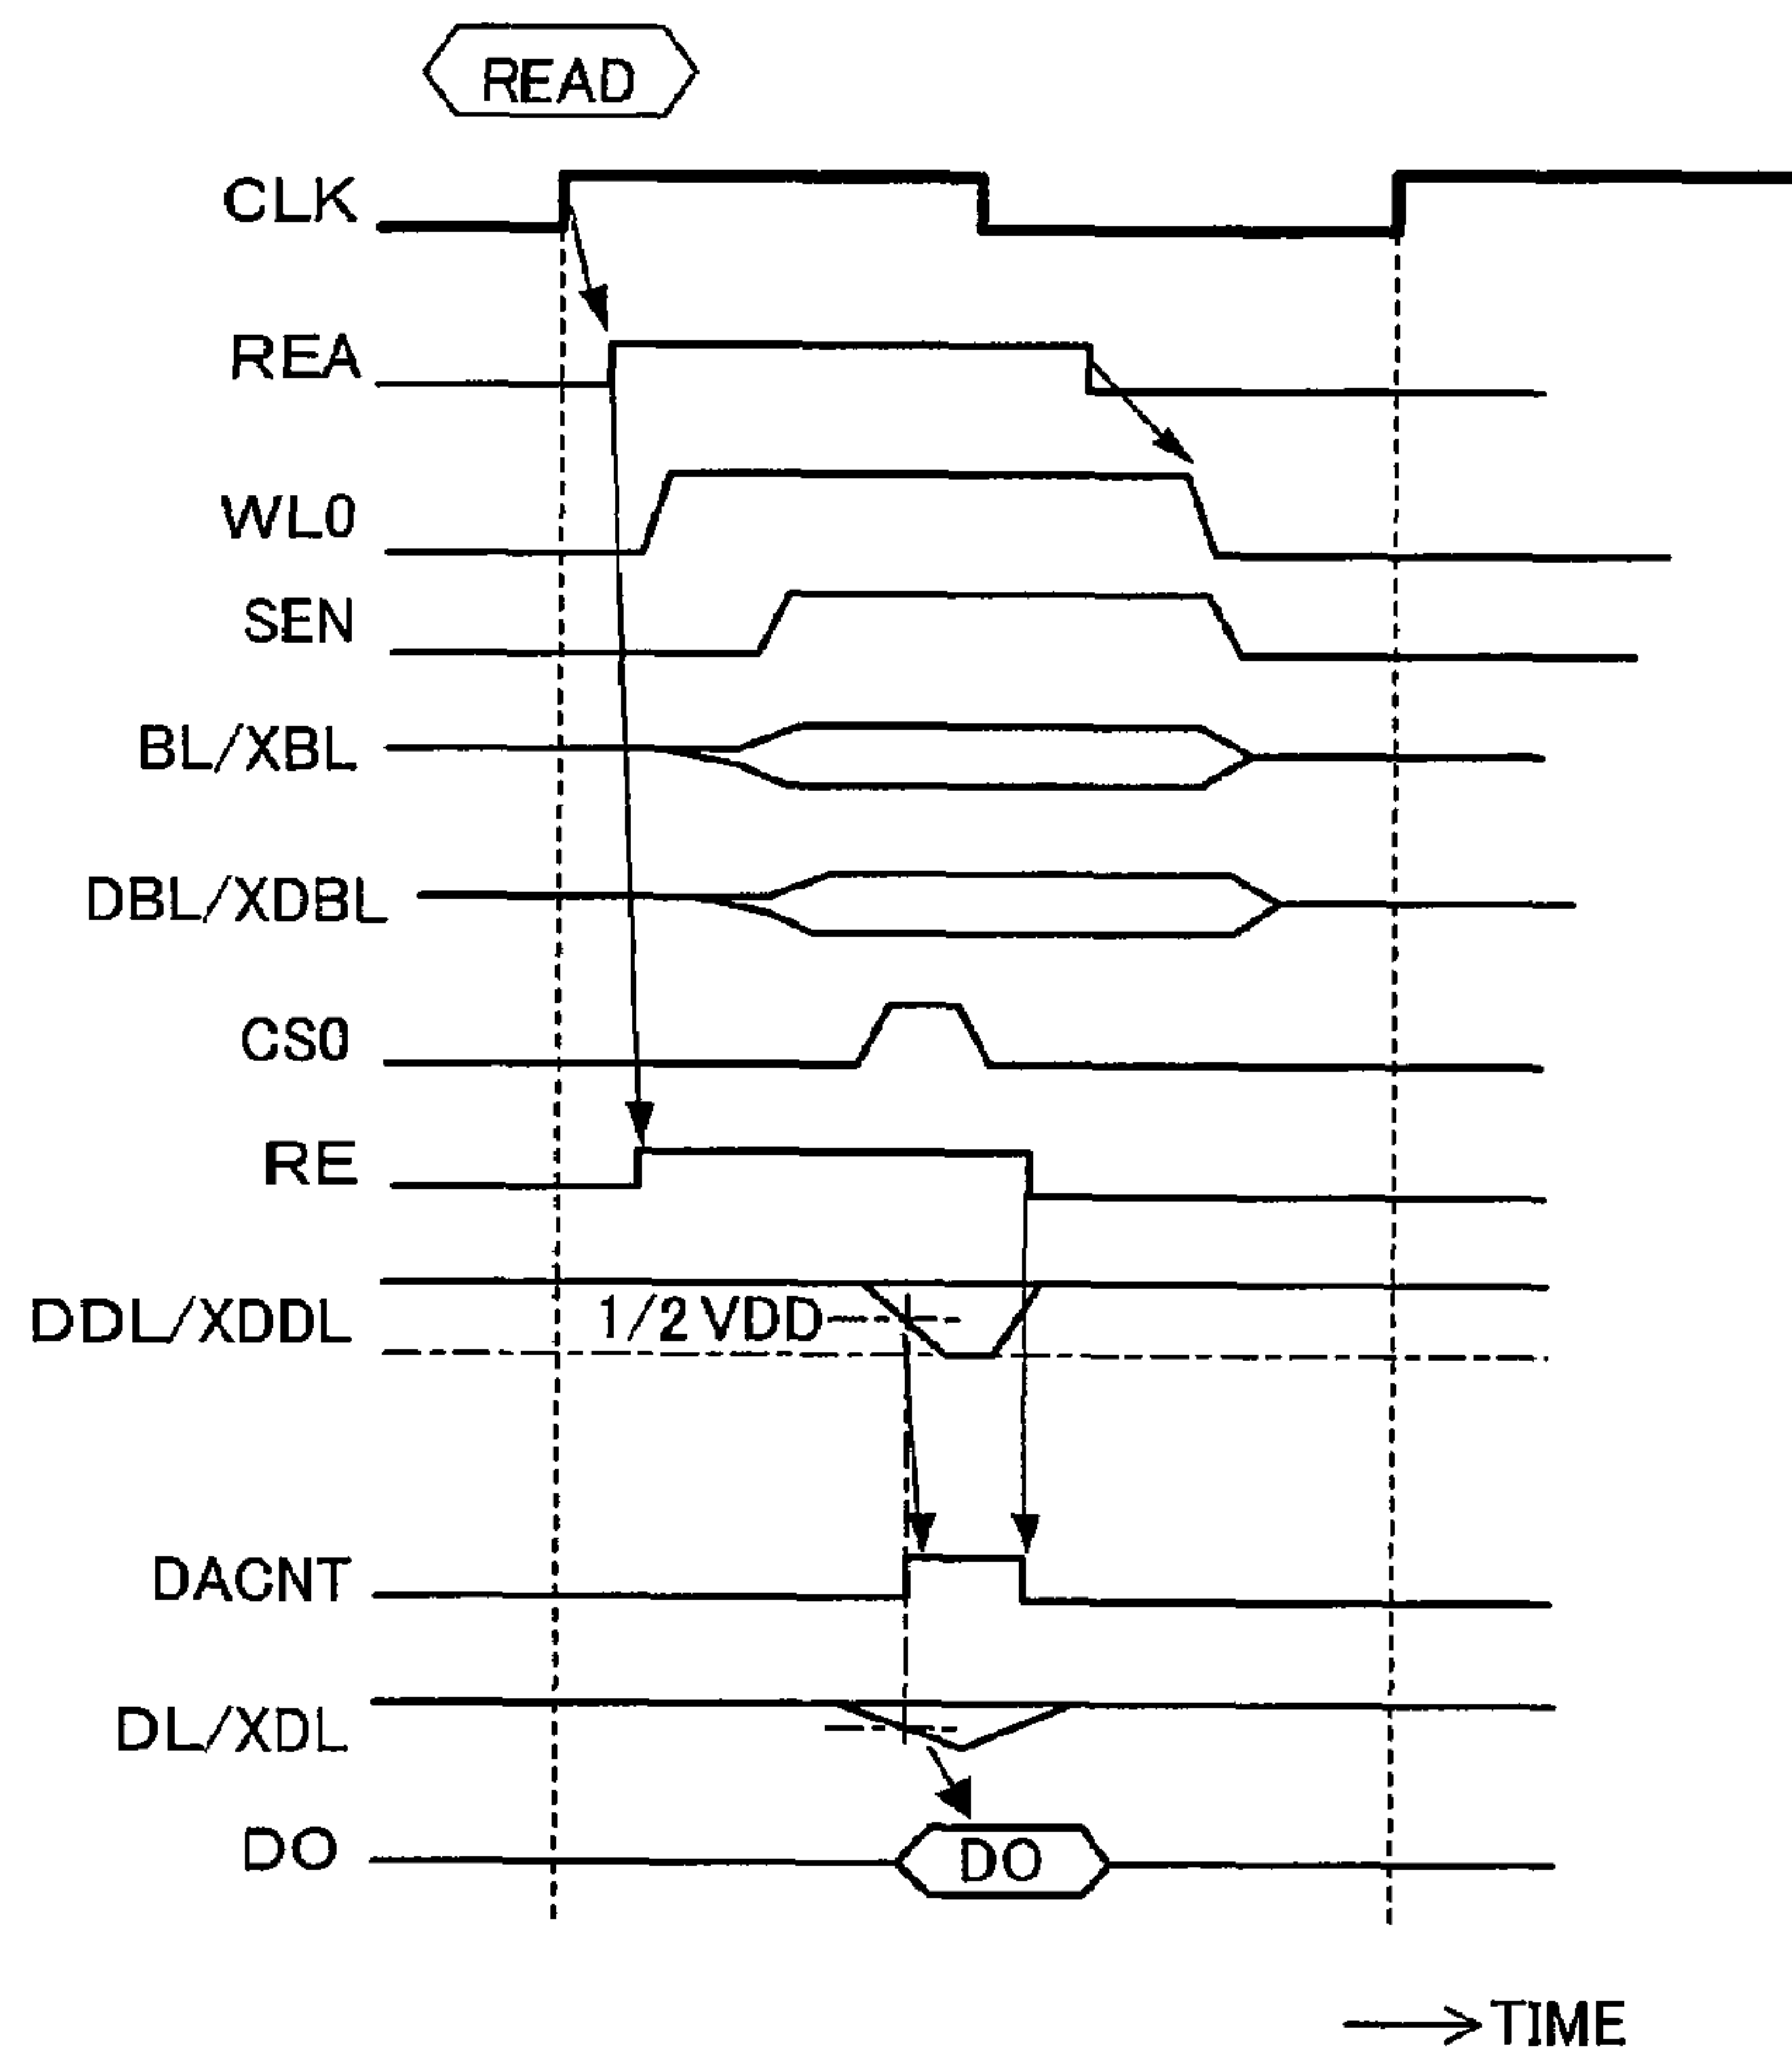 READ
CLK
REA
WL0
SEN
BL/XBL
DBL/XDBL
CS0
RE
DDL/XDDL
1/2 VDD
DACNT
DL/XDL
DO
DO
TIME